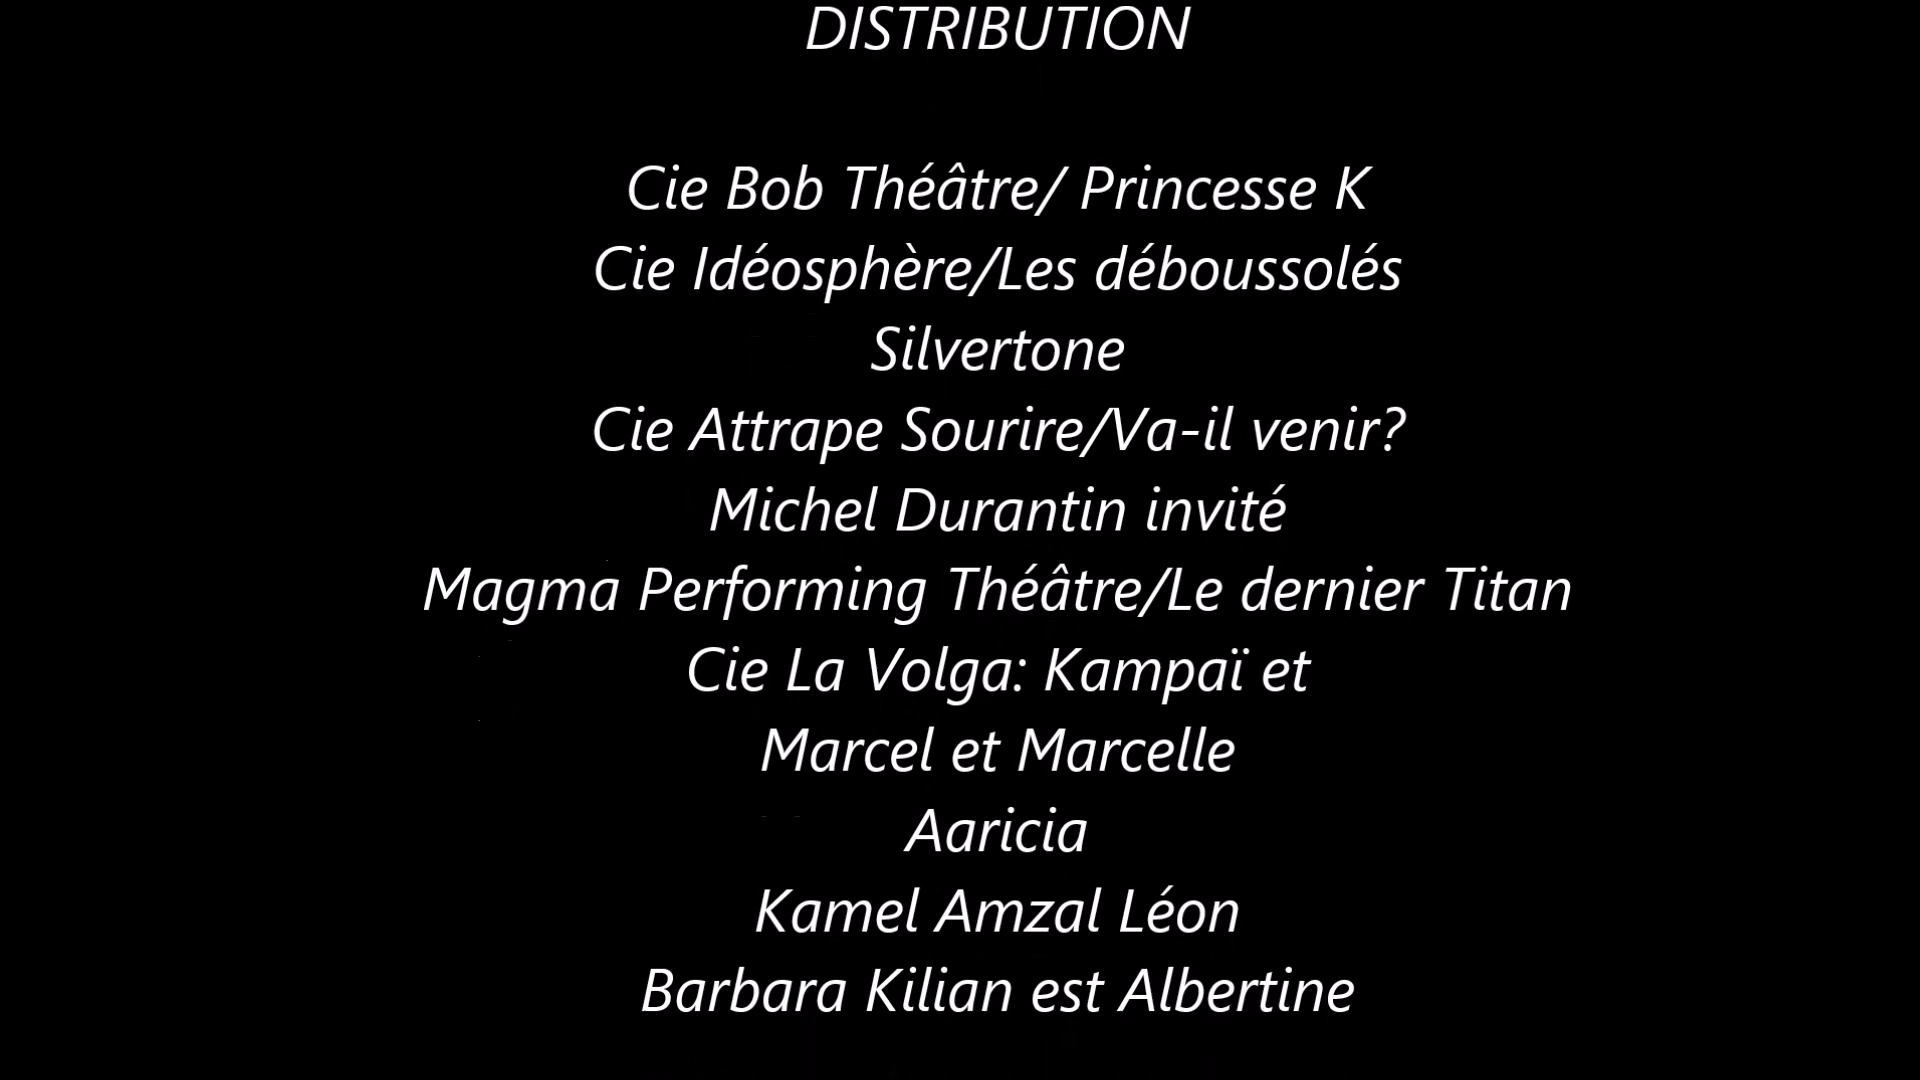 DISTRIBUTION
Cie Bob Théâtre/ Princesse K
Cie Idéosphère/Les déboussolés
Silvertone
Cie Attrape Sourire/Va-il venir?
Michel Durantin invité
Magma Performing Théâtre/Le dernier Titan
Cie La Volga: Kampaï et
Marcel et Marcelle
Aaricia
Kamel Amzal Léon
Barbara Kilian est Albertine